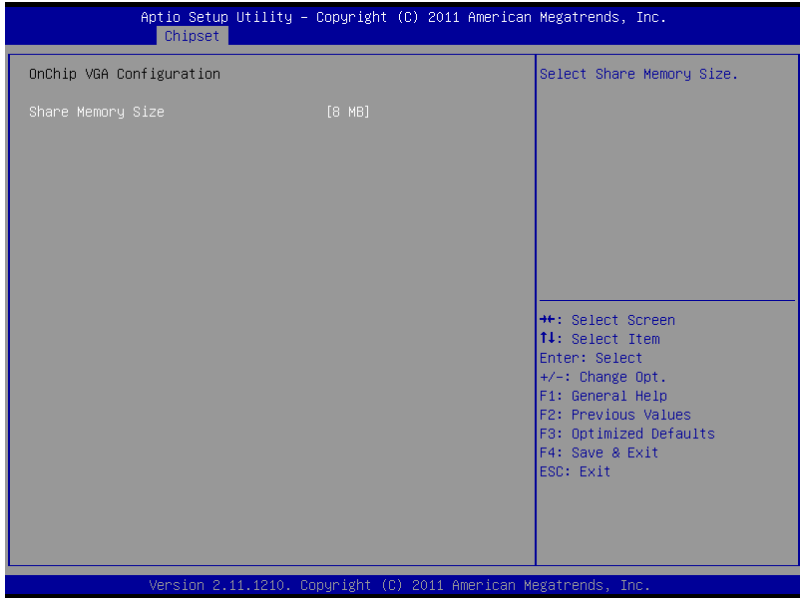 Aptio Setup Utility – Copyright (C) 2011 American Megatrends, Inc.
Chipset
OnChip VGA Configuration
Share Memory Size [8 MB]
Select Share Memory Size.
→←: Select Screen
↑↓: Select Item
Enter: Select
+/-: Change Opt.
F1: General Help
F2: Previous Values
F3: Optimized Defaults
F4: Save & Exit
ESC: Exit
Version 2.11.1210. Copyright (C) 2011 American Megatrends, Inc.